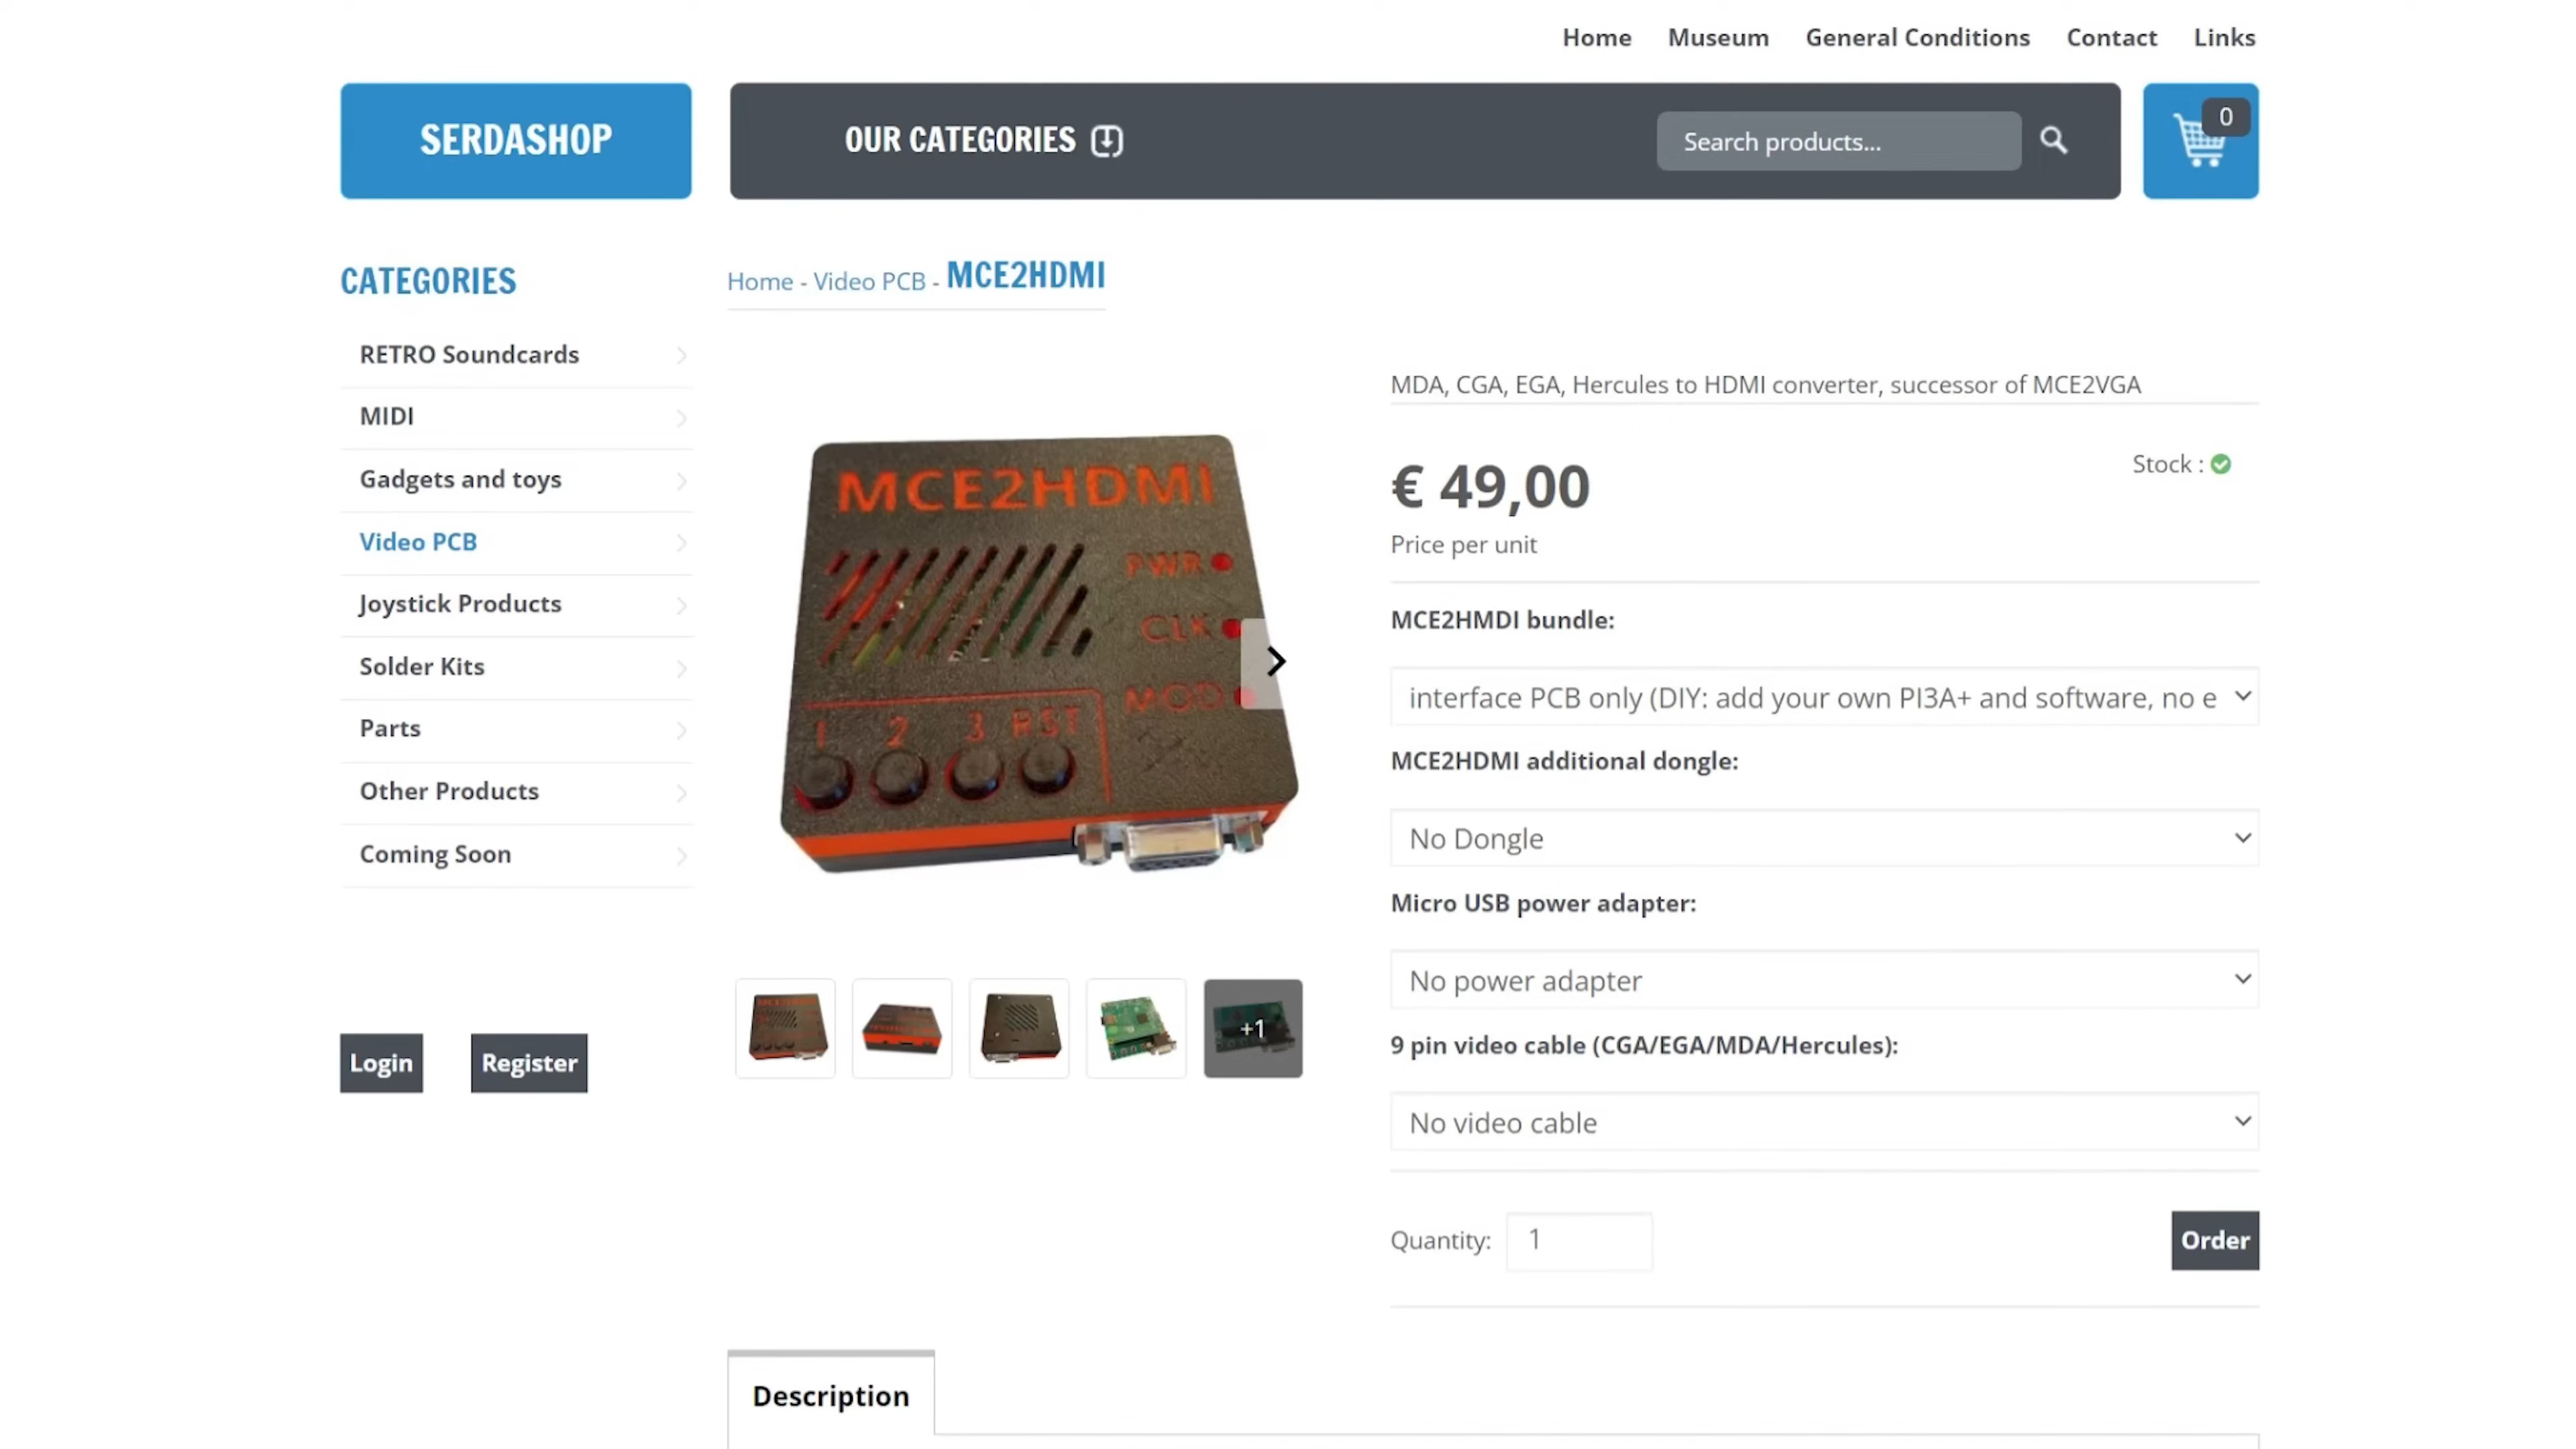 Home Museum General Conditions Contact Links
SERDASHOP
OUR CATEGORIES
Search products...
0
CATEGORIES
RETRO Soundcards
MIDI
Gadgets and toys
Video PCB
Joystick Products
Solder Kits
Parts
Other Products
Coming Soon
Login Register
Home - Video PCB - MCE2HDMI
MCE2HDMI
PWR
CLK
MOD
1 2 3 RST
+1
MDA, CGA, EGA, Hercules to HDMI converter, successor of MCE2VGA
€ 49,00
Stock :
Price per unit
MCE2HMDI bundle:
interface PCB only (DIY: add your own PI3A+ and software, no e
MCE2HDMI additional dongle:
No Dongle
Micro USB power adapter:
No power adapter
9 pin video cable (CGA/EGA/MDA/Hercules):
No video cable
Quantity: 1
Order
Description